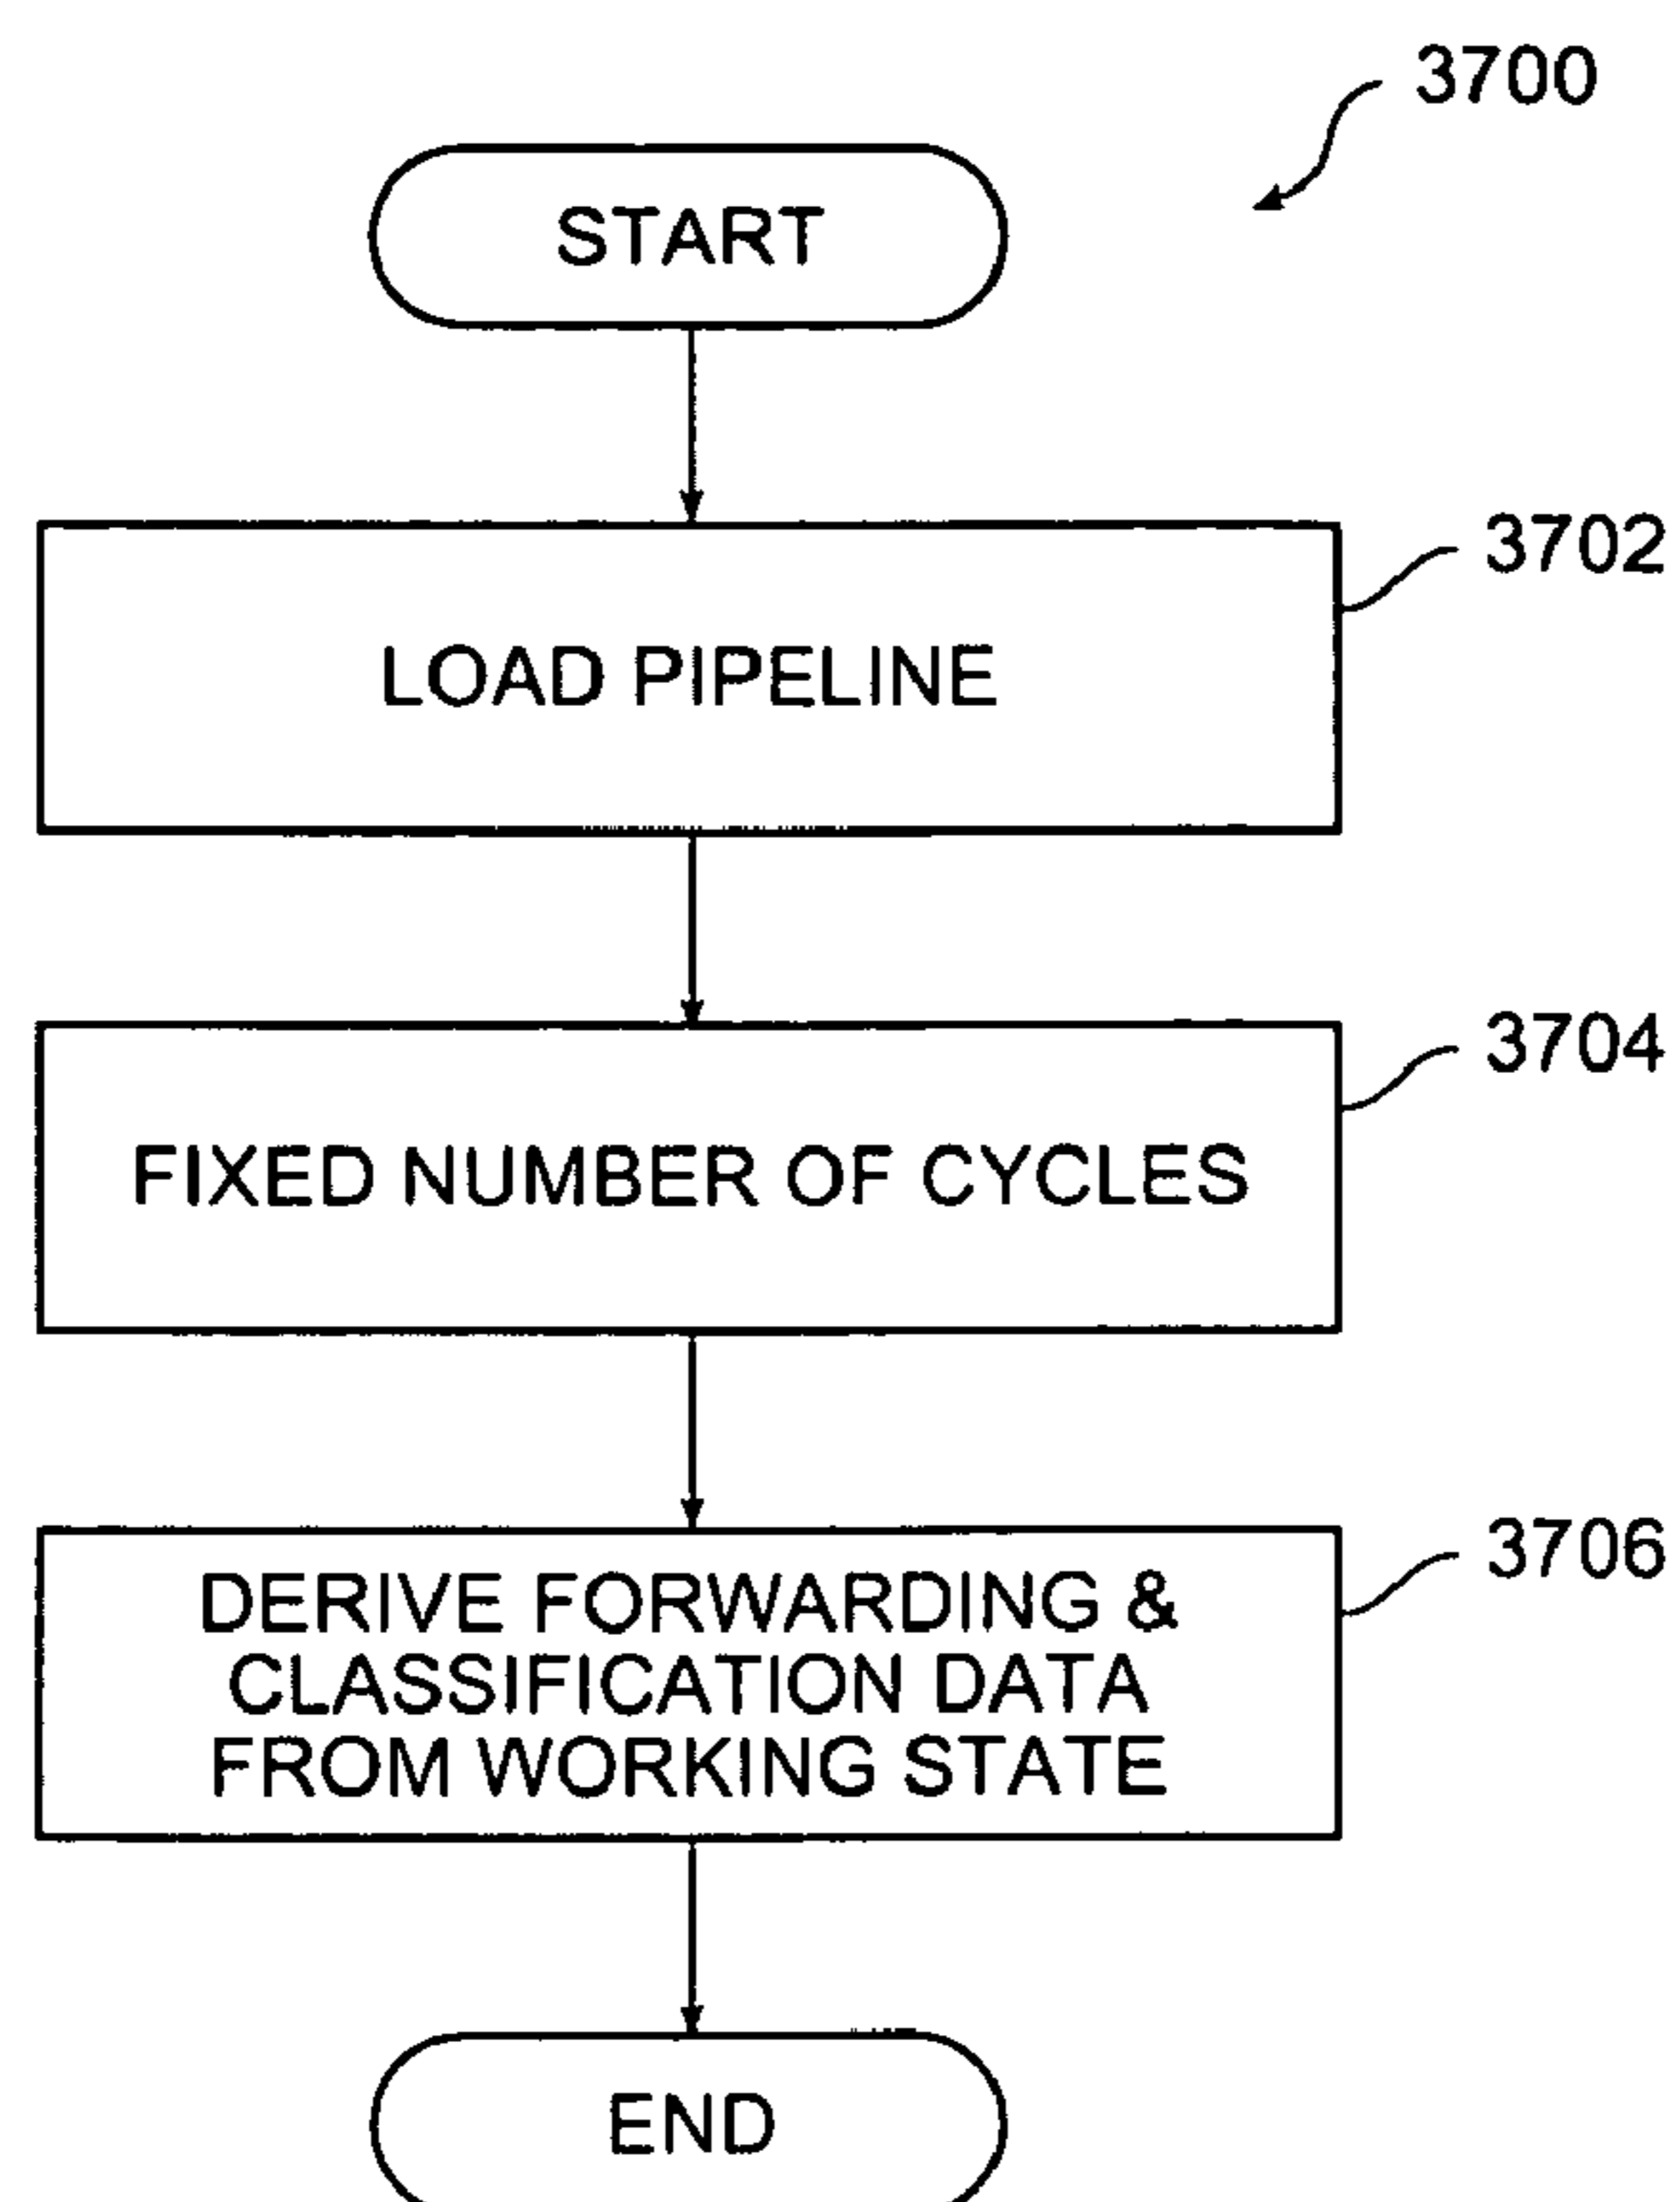 3700
START
3702
LOAD PIPELINE
3704
FIXED NUMBER OF CYCLES
3706
DERIVE FORWARDING &
CLASSIFICATION DATA
FROM WORKING STATE
END